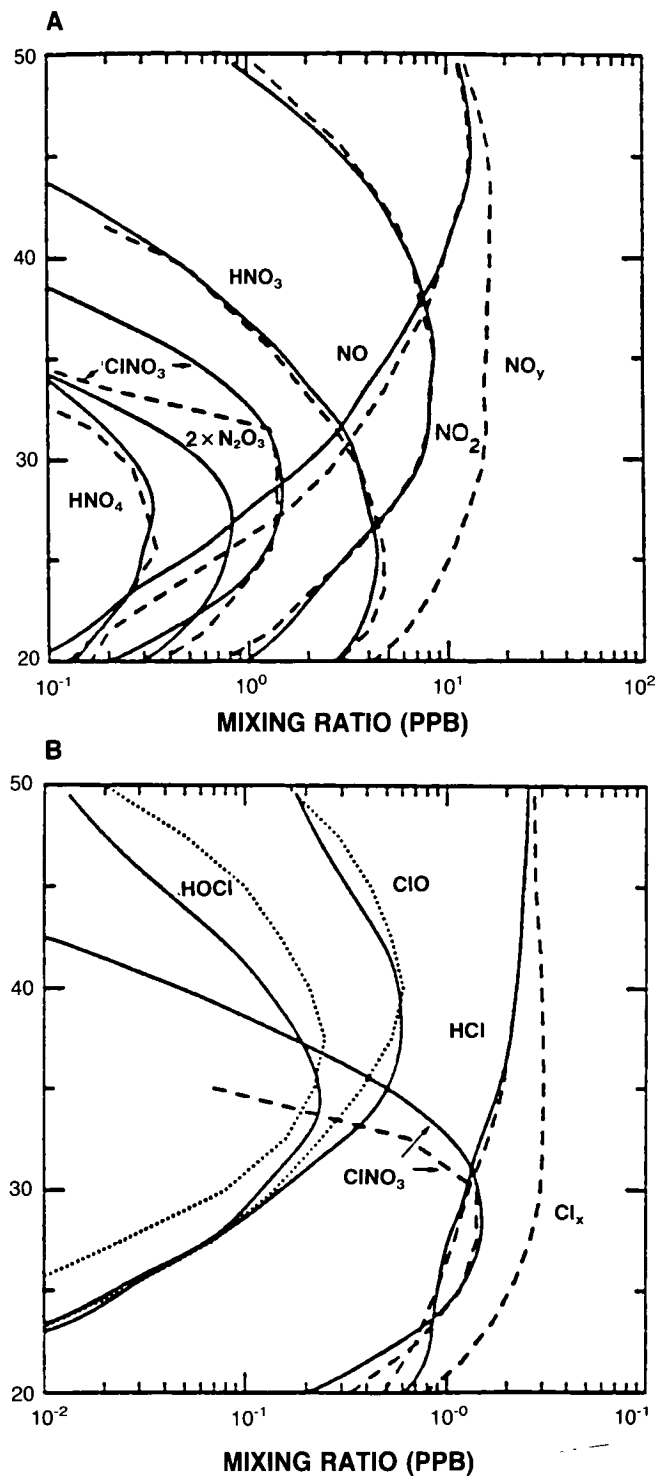 A
50
40
30
20
HNO₃
'ClNO₃
NO
NOᵧ
2 × N₂O₃
NO₂
HNO₄
10⁻¹ 10⁰ 10¹ 10²
MIXING RATIO (PPB)
B
50
40
30
20
HOCl
ClO
HCl
ClNO₃
Clₓ
10⁻² 10⁻¹ 10⁻⁰ 10⁻¹
MIXING RATIO (PPB)